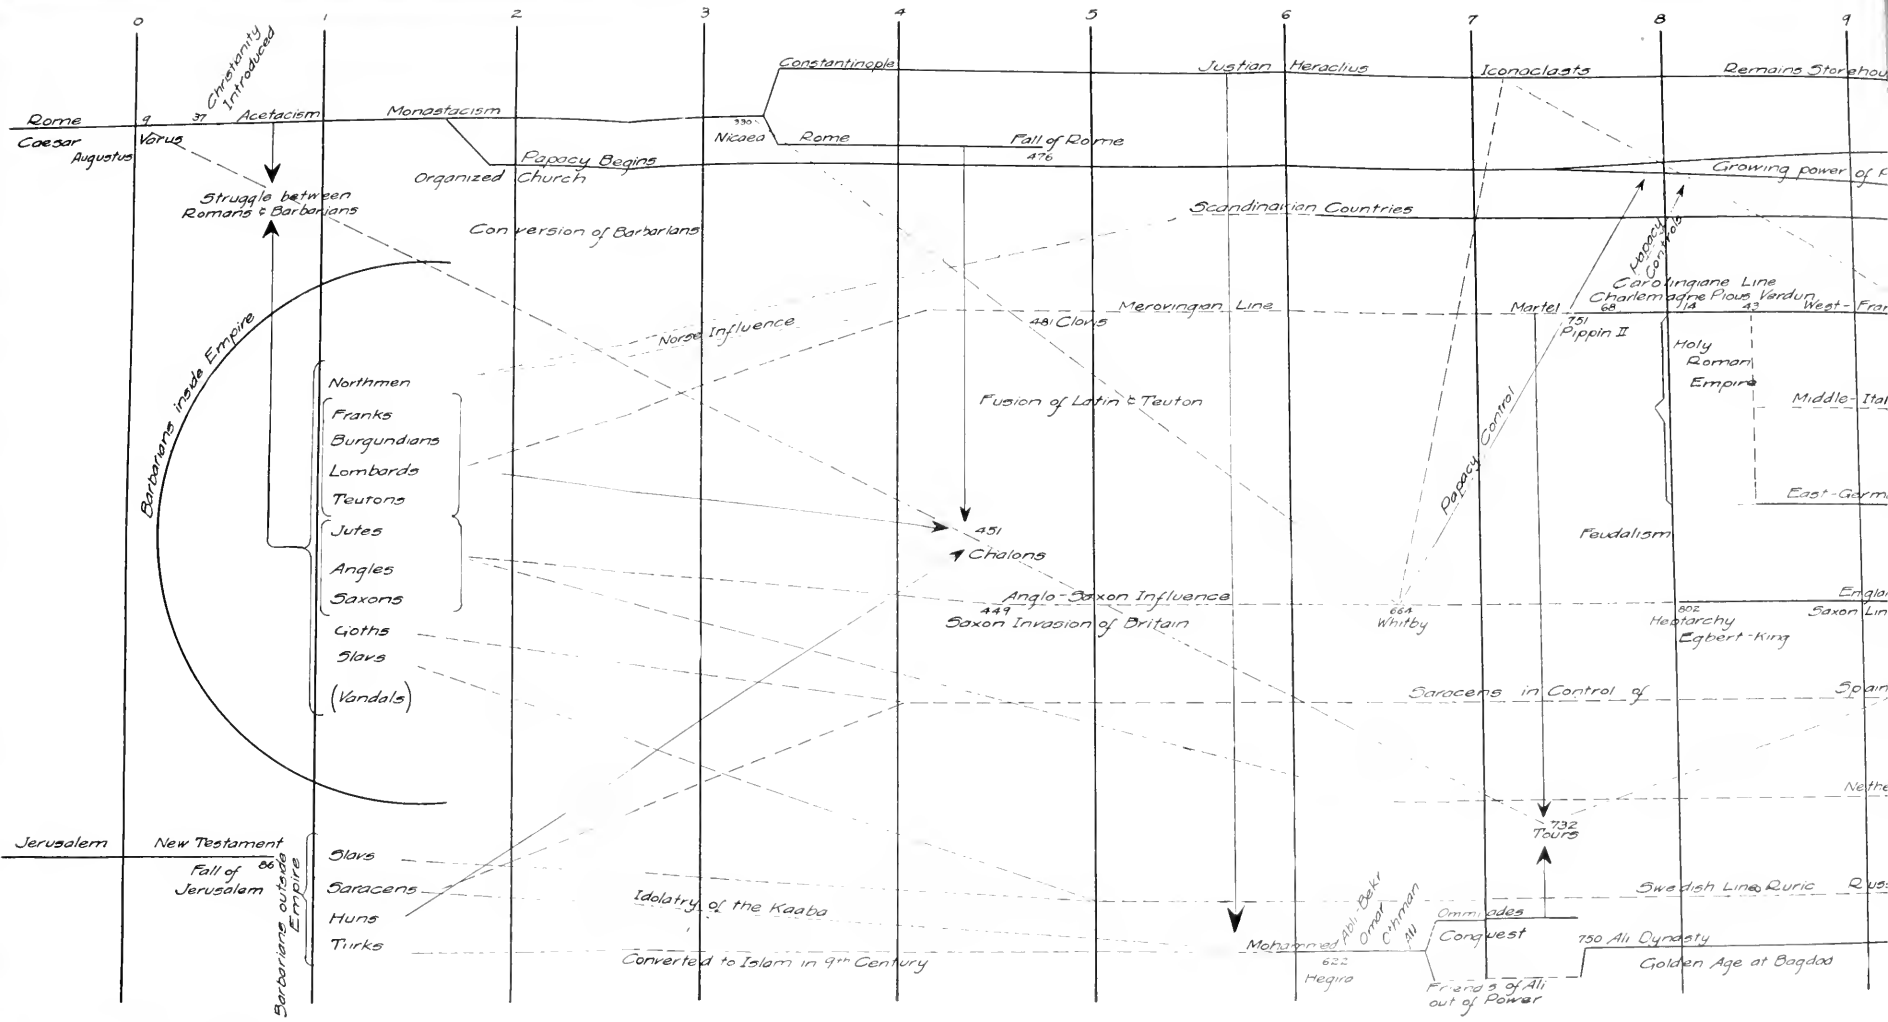 0 1 2 3 4 5 6 7 8 9
Christianity
Introduced
Constantinople
Justian Heraclius
Iconoclasts
Remains Storehou
Rome
9
37
Acetacism
Monastacism
330
Nicaea
Rome
Fall of Rome
476
Caesar
Augustus
Varus
Papacy Begins
Organized Church
Growing power of P
Struggle between
Romans & Barbarians
Conversion of Barbarians
Scandinavian Countries
Papacy
Controls
Carolingiane Line
Charlemagne Pious Verdun
Merovingian Line
Martel
68
14
43
West-Fran
481 Clovis
751
Pippin II
Norse Influence
Holy
Roman
Empire
Barbarians inside Empire
Northmen
Franks
Burgundians
Lombards
Teutons
Jutes
Angles
Saxons
Goths
Slavs
(Vandals)
Fusion of Latin & Teuton
Middle-Ital
Papacy Control
East-Germ
Feudalism
451
Chalons
Anglo-Saxon Influence
449
Saxon Invasion of Britain
664
Whitby
802
Heptarchy
Egbert-King
Englan
Saxon Lin
Saracens in Control of Spain
Nethe
732
Tours
Jerusalem
New Testament
Fall of 86
Jerusalem
Barbarians outside
Empire
Slavs
Saracens
Huns
Turks
Idolatry of the Kaaba
Converted to Islam in 9th Century
Swedish Line Ruric Russ
Mohammed
622
Hegira
Abu-Bekr
Omar
Othman
Ali
Ommiades
Conquest
Friends of Ali
out of Power
750 Ali Dynasty
Golden Age at Bagdad